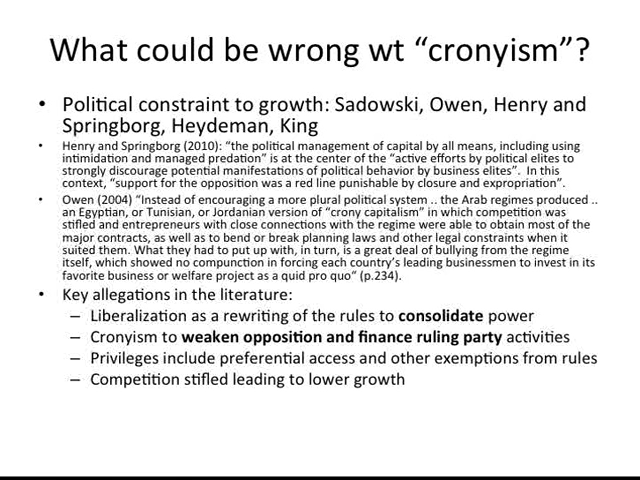 What could be wrong wt “cronyism”?
• Political constraint to growth: Sadowski, Owen, Henry and
Springborg, Heydeman, King
• Henry and Springborg (2010): “the political management of capital by all means, including using
intimidation and managed predation” is at the center of the “active efforts by political elites to
strongly discourage potential manifestations of political behavior by business elites”.  In this
context, “support for the opposition was a red line punishable by closure and expropriation”.
• Owen (2004) “Instead of encouraging a more plural political system .. the Arab regimes produced ..
an Egyptian, or Tunisian, or Jordanian version of “crony capitalism” in which competition was
stifled and entrepreneurs with close connections with the regime were able to obtain most of the
major contracts, as well as to bend or break planning laws and other legal constraints when it
suited them. What they had to put up with, in turn, is a great deal of bullying from the regime
itself, which showed no compunction in forcing each country’s leading businessmen to invest in its
favorite business or welfare project as a quid pro quo“ (p.234).
• Key allegations in the literature:
– Liberalization as a rewriting of the rules to consolidate power
– Cronyism to weaken opposition and finance ruling party activities
– Privileges include preferential access and other exemptions from rules
– Competition stifled leading to lower growth